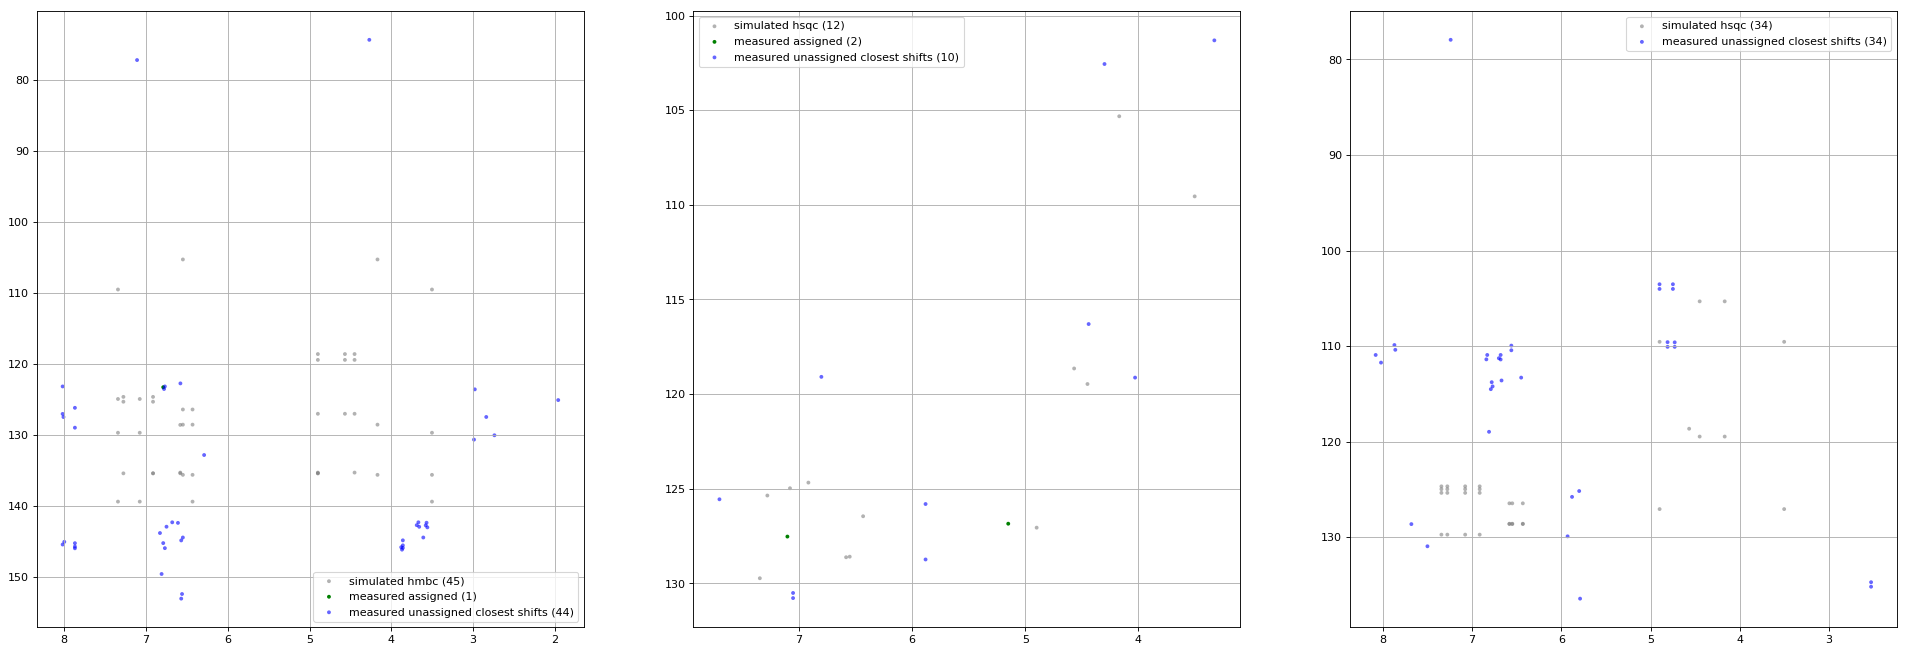 80
90
100
110
120
130
140
150
8 7 6 5 4 3 2
simulated hmbc (45)
measured assigned (1)
measured unassigned closest shifts (44)
simulated hsqc (12)
measured assigned (2)
measured unassigned closest shifts (10)
100
105
110
115
120
125
130
7 6 5 4
simulated hsqc (34)
measured unassigned closest shifts (34)
80
90
100
110
120
130
8 7 6 5 4 3